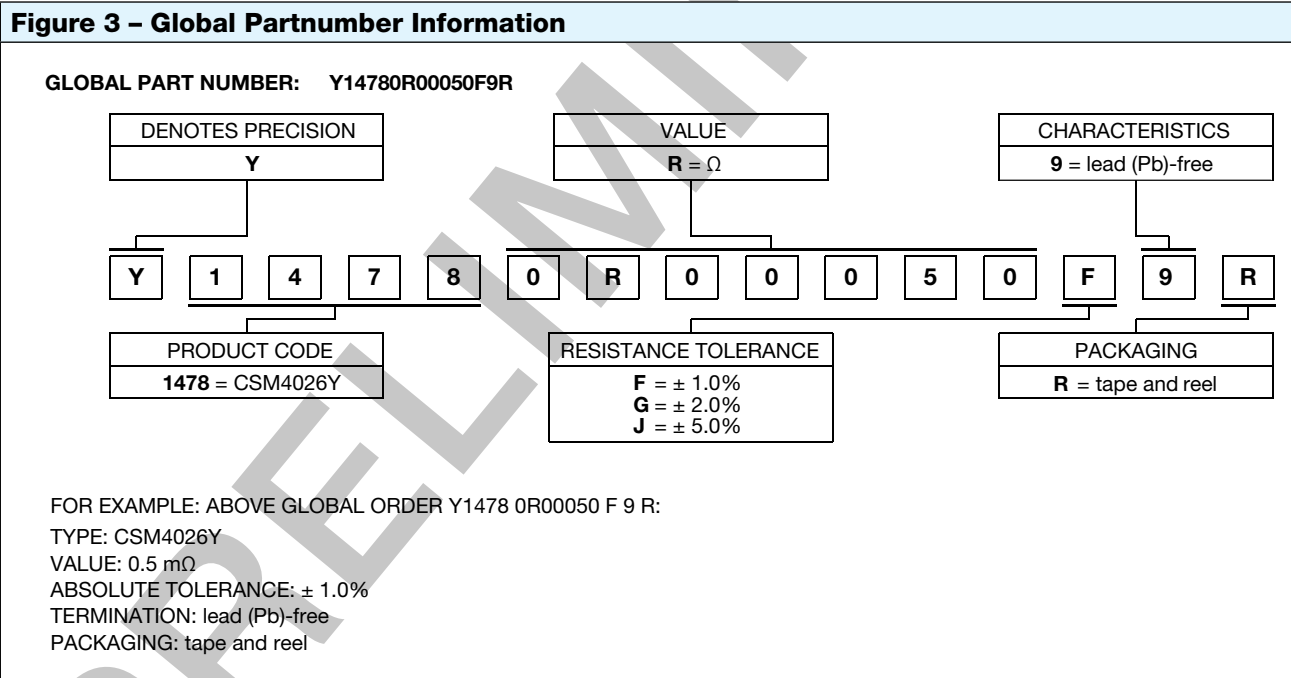 Figure 3 – Global Partnumber Information
GLOBAL PART NUMBER: Y14780R00050F9R
DENOTES PRECISION
Y
VALUE
R = Ω
CHARACTERISTICS
9 = lead (Pb)-free
Y 1 4 7 8 0 R 0 0 0 5 0 F 9 R
PRODUCT CODE
1478 = CSM4026Y
RESISTANCE TOLERANCE
F = ± 1.0%
G = ± 2.0%
J = ± 5.0%
PACKAGING
R = tape and reel
FOR EXAMPLE: ABOVE GLOBAL ORDER Y1478 0R00050 F 9 R:
TYPE: CSM4026Y
VALUE: 0.5 mΩ
ABSOLUTE TOLERANCE: ± 1.0%
TERMINATION: lead (Pb)-free
PACKAGING: tape and reel